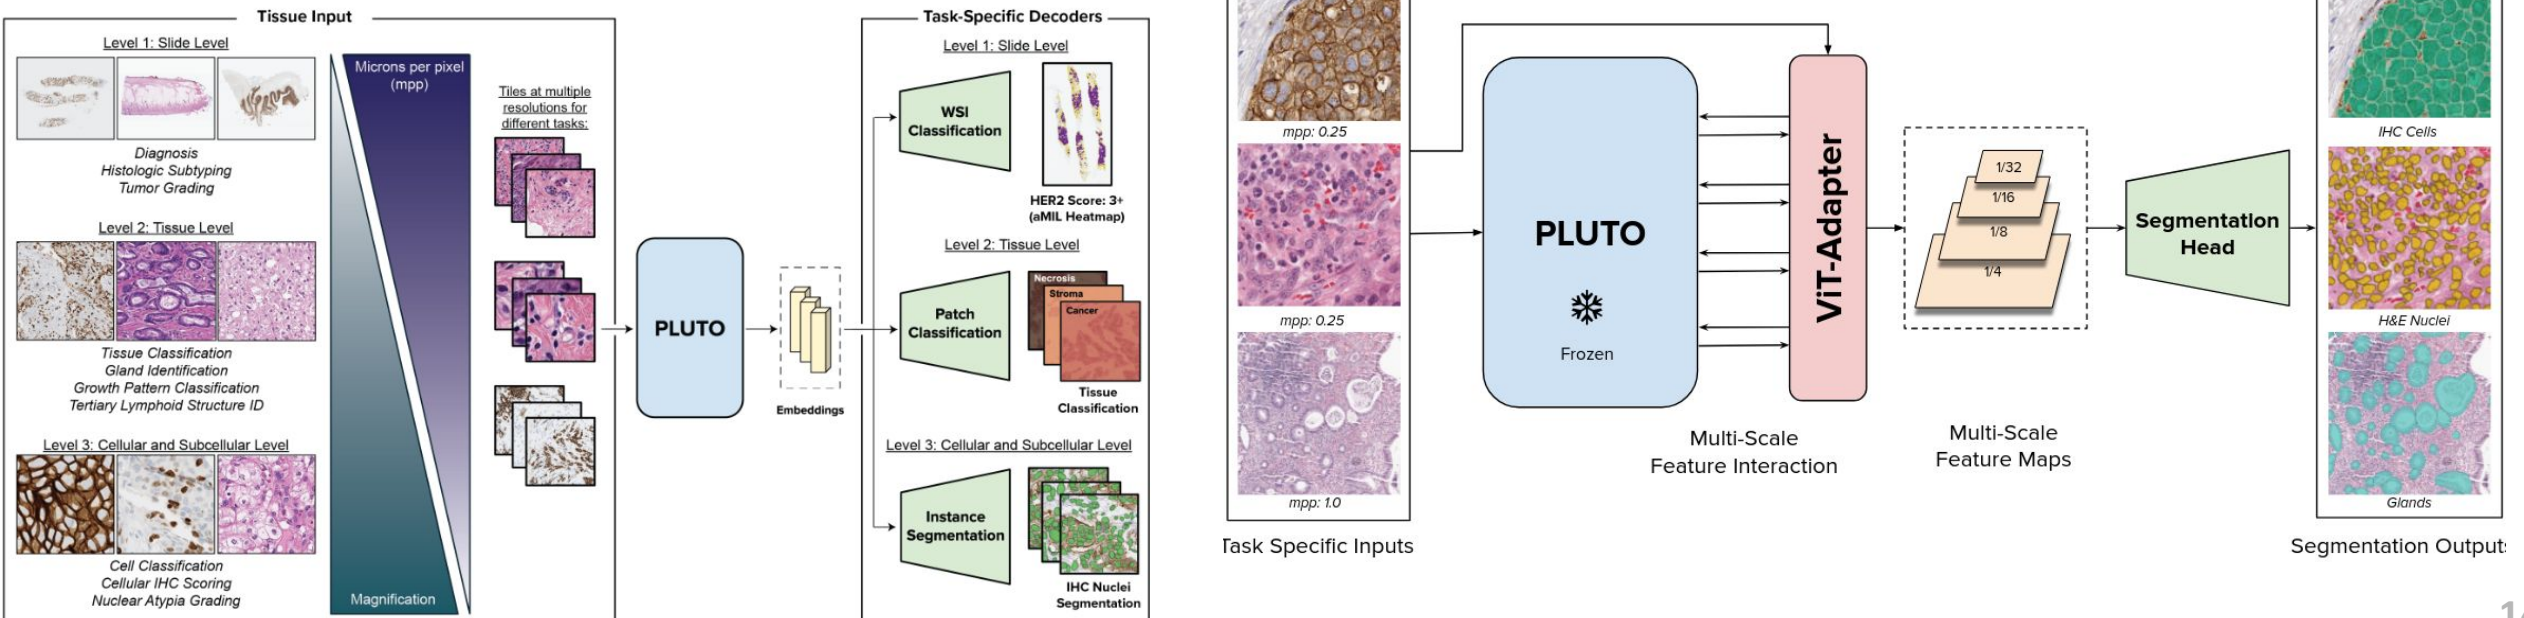 Tissue Input
Level 1: Slide Level
Diagnosis
Histologic Subtyping
Tumor Grading
Level 2: Tissue Level
Tissue Classification
Gland Identification
Growth Pattern Classification
Tertiary Lymphoid Structure ID
Level 3: Cellular and Subcellular Level
Cell Classification
Cellular IHC Scoring
Nuclear Atypia Grading
Microns per pixel
(mpp)
Magnification
Tiles at multiple
resolutions for
different tasks:
PLUTO
Embeddings
Task-Specific Decoders
Level 1: Slide Level
WSI
Classification
HER2 Score: 3+
(aMIL Heatmap)
Level 2: Tissue Level
Patch
Classification
Necrosis
Stroma
Cancer
Tissue
Classification
Level 3: Cellular and Subcellular Level
Instance
Segmentation
IHC Nuclei
Segmentation
mpp: 0.25
mpp: 0.25
mpp: 1.0
Task Specific Inputs
PLUTO
Frozen
ViT-Adapter
Multi-Scale
Feature Interaction
1/32
1/16
1/8
1/4
Multi-Scale
Feature Maps
Segmentation
Head
IHC Cells
H&E Nuclei
Glands
Segmentation Outputs